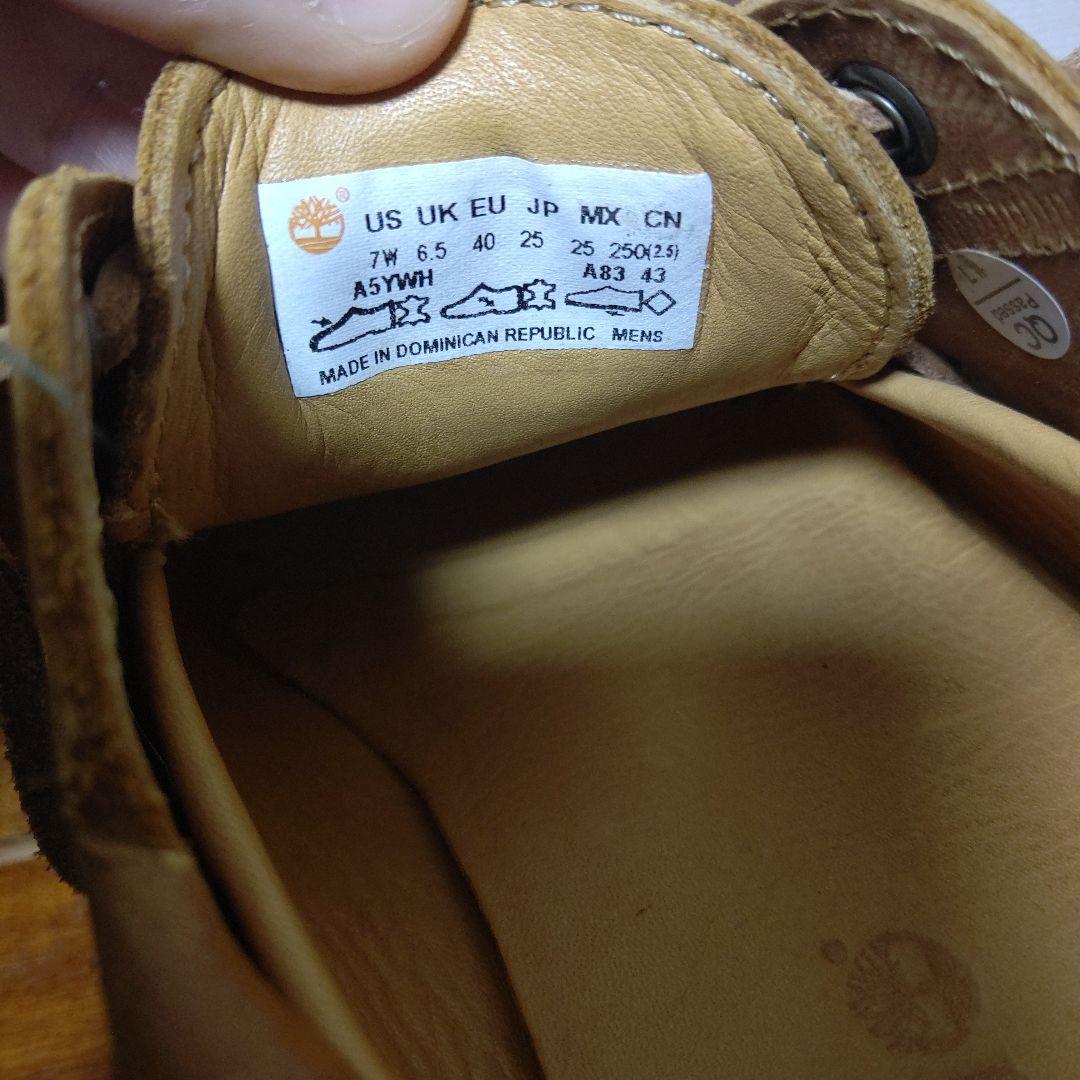 ®
US UK EU JP MX CN
7W 6.5 40 25 25 250(2.5)
A5YWH A83 43
MADE IN DOMINICAN REPUBLIC MENS
QC
Passed